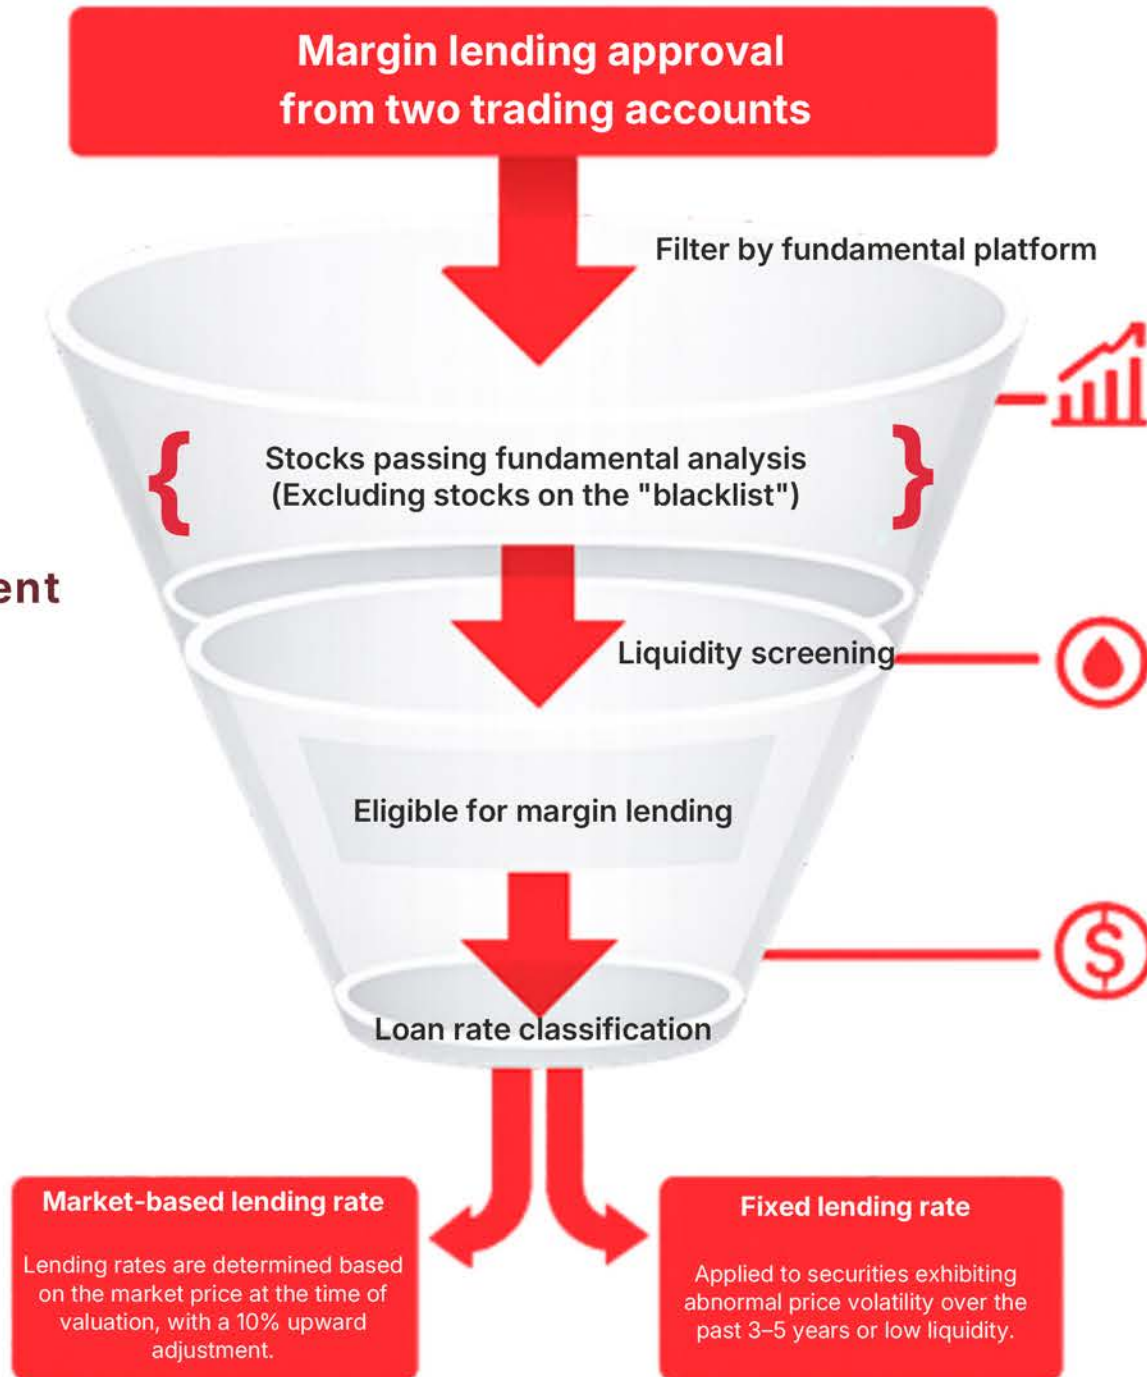 Margin lending approval
from two trading accounts
Filter by fundamental platform
{ Stocks passing fundamental analysis }
(Excluding stocks on the "blacklist")
ent
Liquidity screening
Eligible for margin lending
$
Loan rate classification
Market-based lending rate
Lending rates are determined based
on the market price at the time of
valuation, with a 10% upward
adjustment.
Fixed lending rate
Applied to securities exhibiting
abnormal price volatility over the
past 3–5 years or low liquidity.